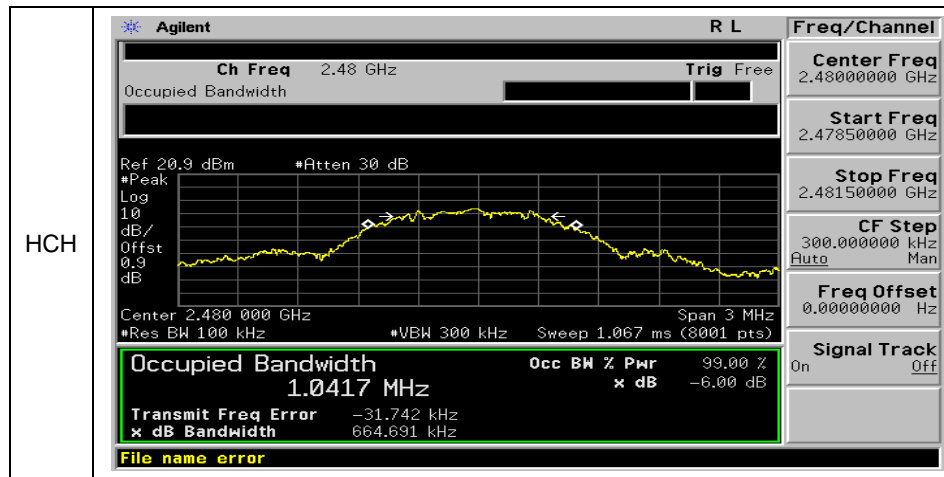 HCH
Agilent R L
Ch Freq 2.48 GHz Trig Free
Occupied Bandwidth
Ref 20.9 dBm #Atten 30 dB
#Peak
Log
10
dB/
Offst
0.9
dB
Center 2.480 000 GHz Span 3 MHz
#Res BW 100 kHz #VBW 300 kHz Sweep 1.067 ms (8001 pts)
Occupied Bandwidth Occ BW % Pwr 99.00 %
1.0417 MHz x dB -6.00 dB
Transmit Freq Error -31.742 kHz
x dB Bandwidth 664.691 kHz
File name error
Freq/Channel
Center Freq
2.48000000 GHz
Start Freq
2.47850000 GHz
Stop Freq
2.48150000 GHz
CF Step
300.000000 kHz
Auto Man
Freq Offset
0.00000000 Hz
Signal Track
On Off